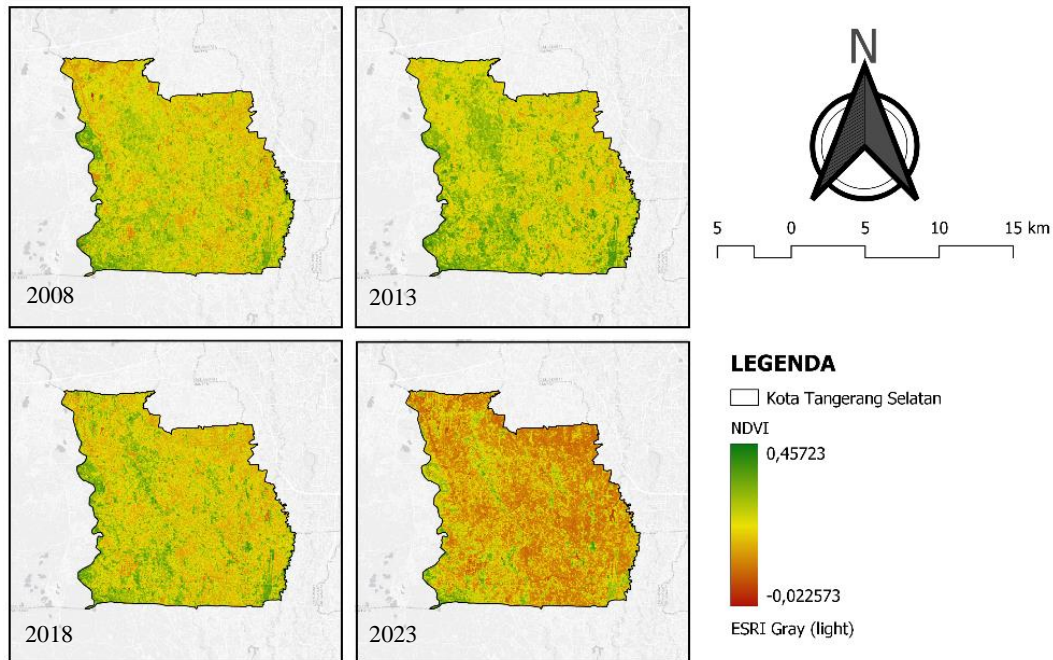 2008
2013
N
5 0 5 10 15 km
2018
2023
LEGENDA
Kota Tangerang Selatan
NDVI
0,45723
-0,022573
ESRI Gray (light)